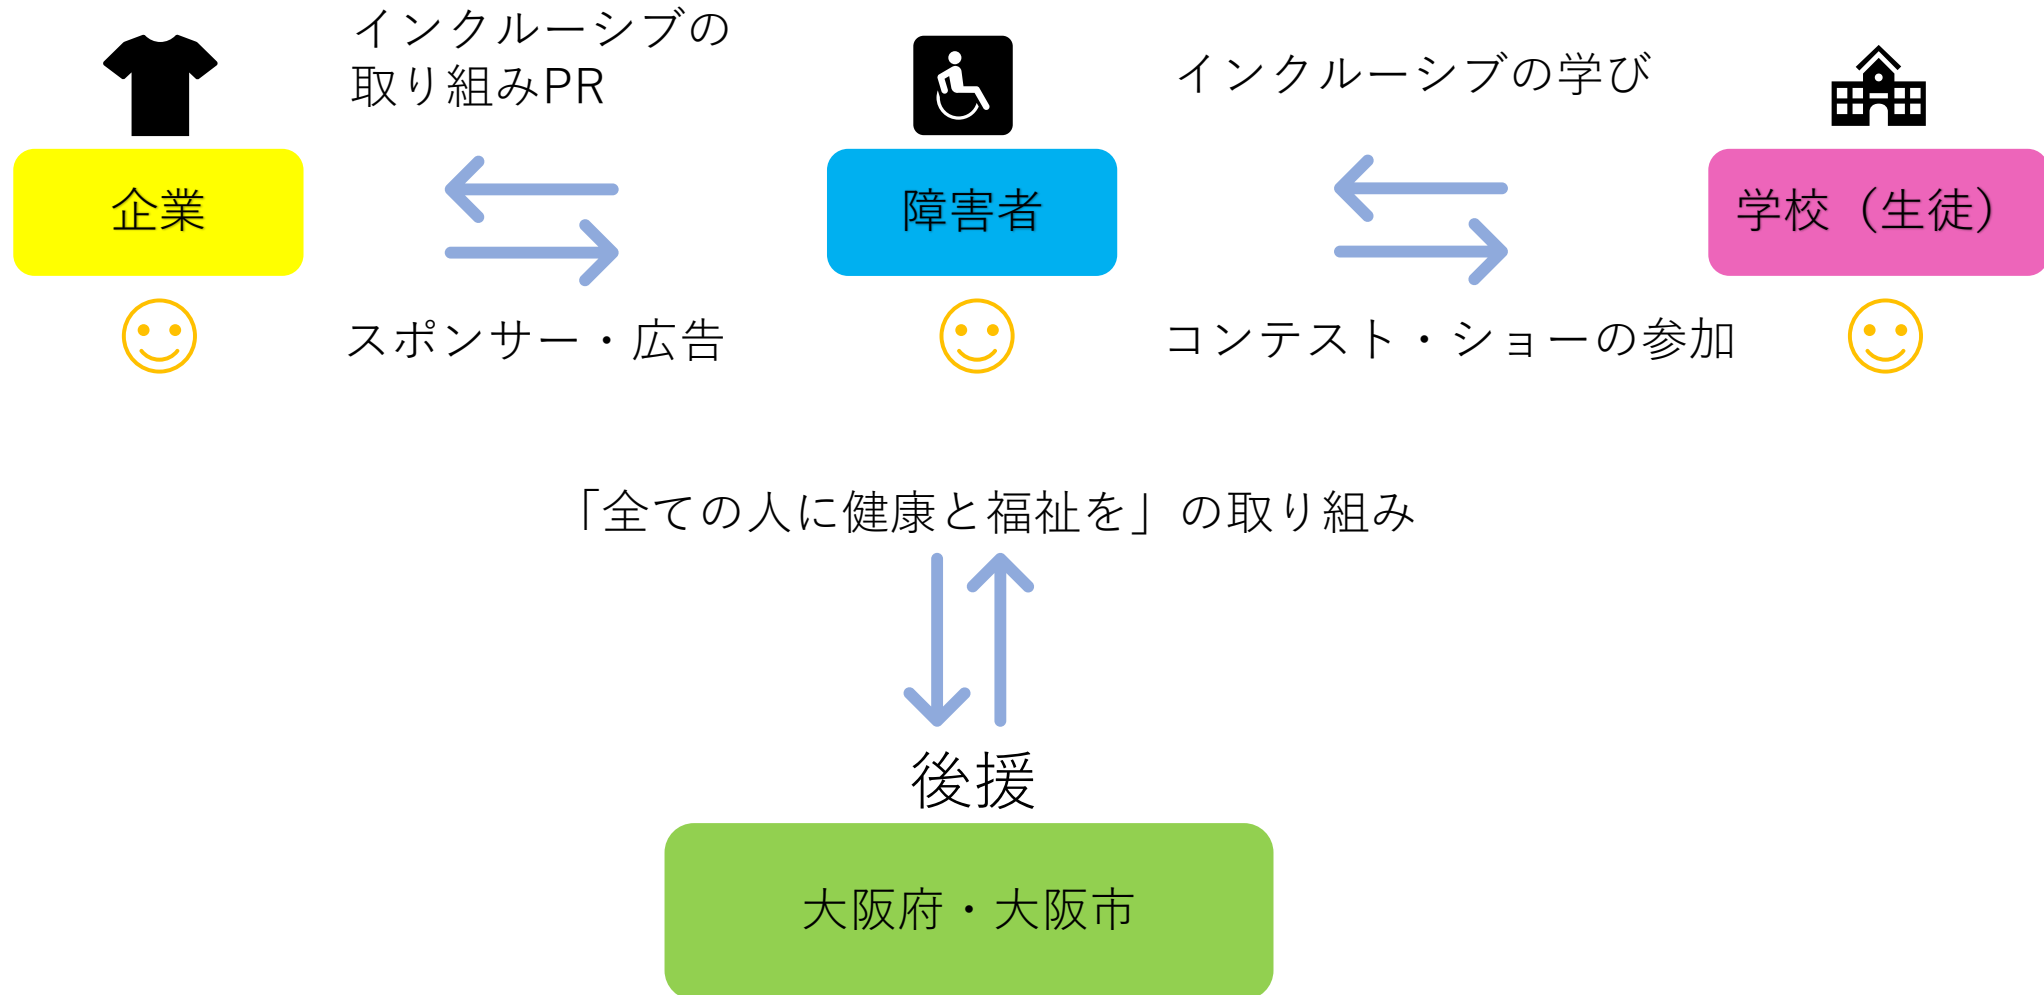 インクルーシブの
取り組みPR
インクルーシブの学び
企業
障害者
学校（生徒）
スポンサー・広告
コンテスト・ショーの参加
「全ての人に健康と福祉を」の取り組み
後援
大阪府・大阪市